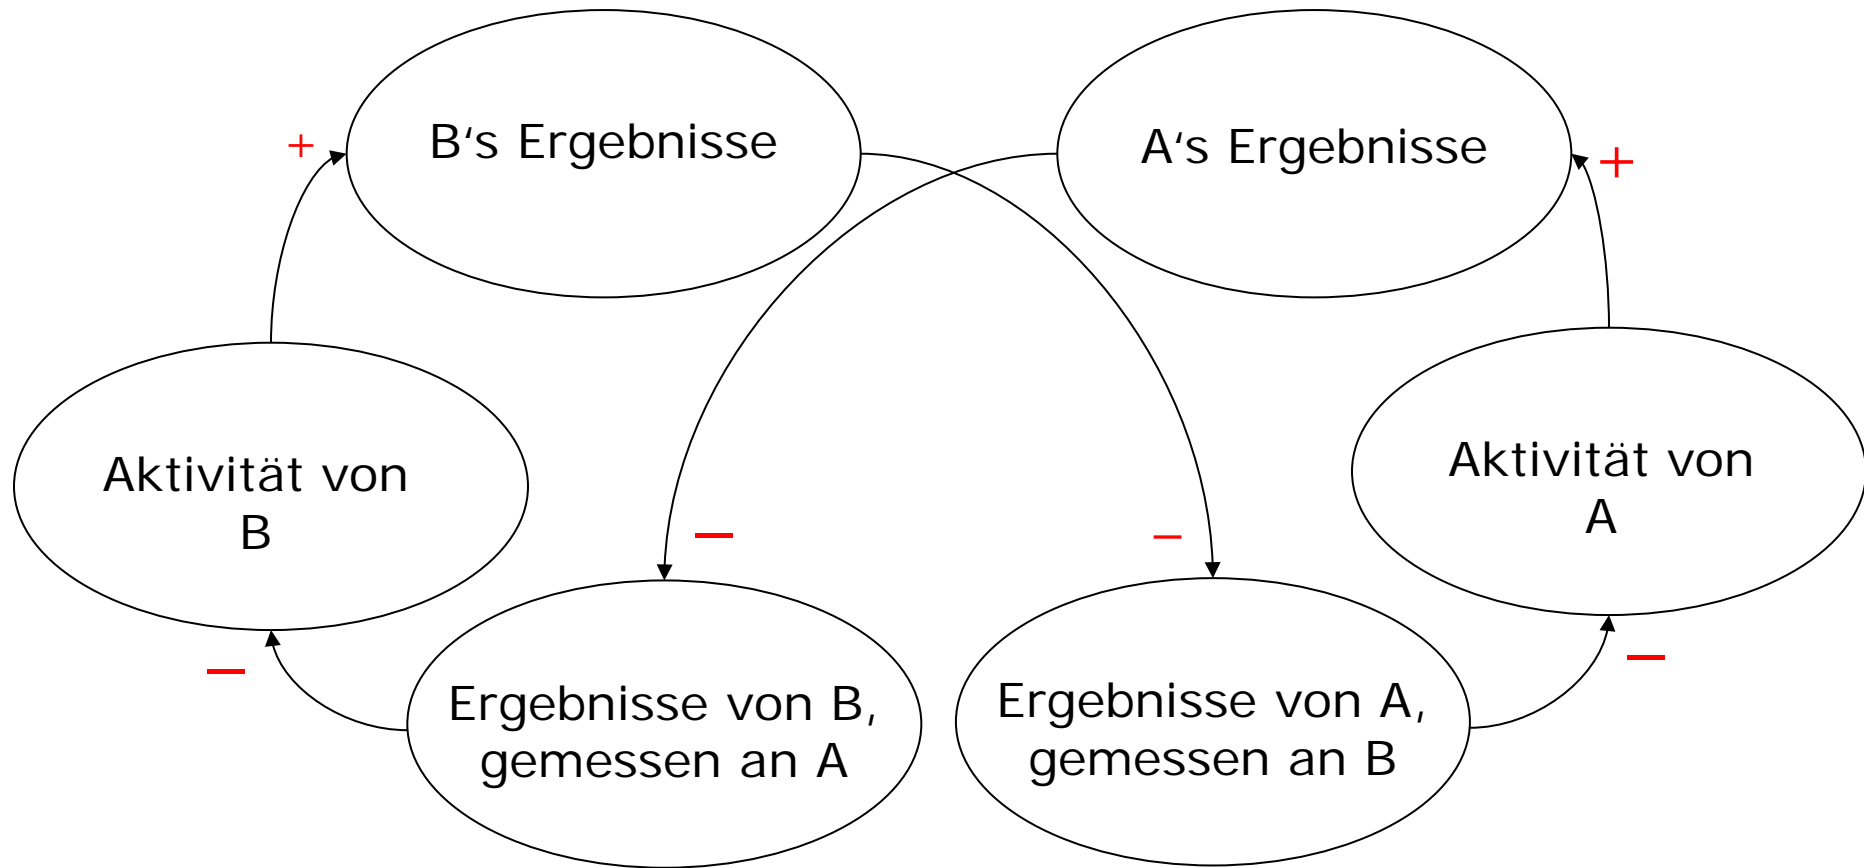 B‘s Ergebnisse
A‘s Ergebnisse
+
+
Aktivität von
B
Aktivität von
A
–
–
–
–
Ergebnisse von B,
gemessen an A
Ergebnisse von A,
gemessen an B